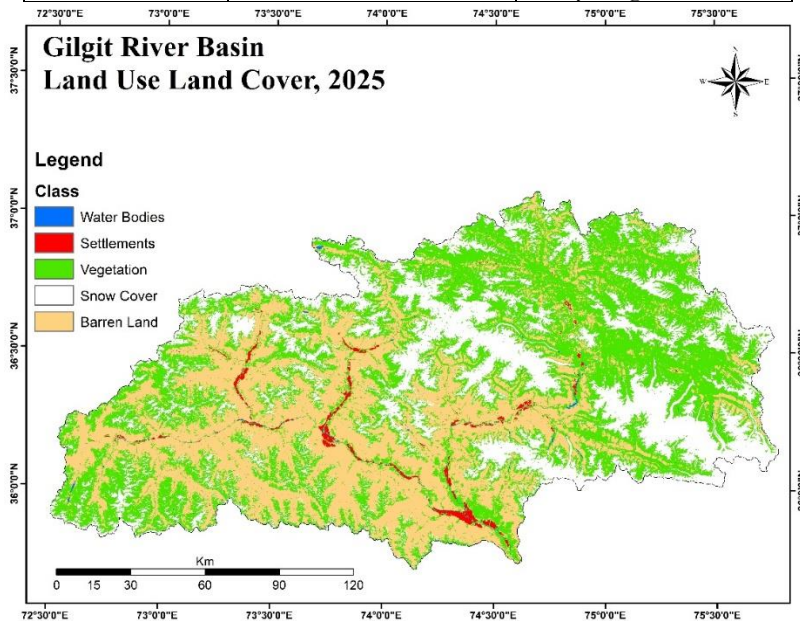 72°30'0"E 73°0'0"E 73°30'0"E 74°0'0"E 74°30'0"E 75°0'0"E 75°30'0"E
Gilgit River Basin
Land Use Land Cover, 2025
N
W E
S
37°30'0"N
37°0'0"N
36°30'0"N
36°0'0"N
Legend
Class
Water Bodies
Settlements
Vegetation
Snow Cover
Barren Land
Km
0 15 30 60 90 120
72°30'0"E 73°0'0"E 73°30'0"E 74°0'0"E 74°30'0"E 75°0'0"E 75°30'0"E